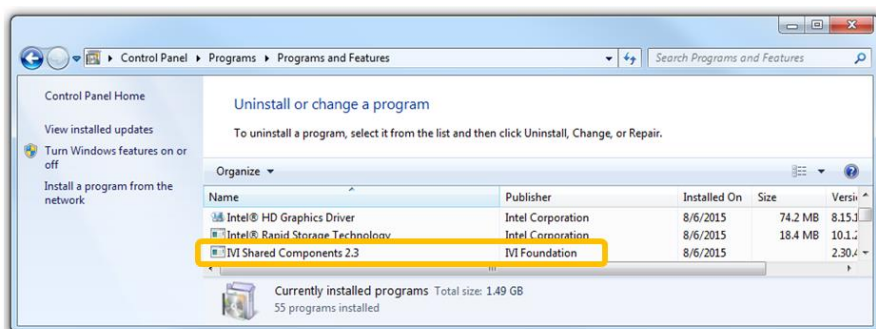 Control Panel Programs Programs and Features Search Programs and Features
Control Panel Home
View installed updates
Turn Windows features on or
off
Install a program from the
network
Uninstall or change a program
To uninstall a program, select it from the list and then click Uninstall, Change, or Repair.
Organize
Name Publisher Installed On Size
Intel® HD Graphics Driver Intel Corporation 8/6/2015 74.2 MB
Intel® Rapid Storage Technology Intel Corporation 8/6/2015 18.4 MB
IVI Shared Components 2.3 IVI Foundation 8/6/2015
Currently installed programs Total size: 1.49 GB
55 programs installed